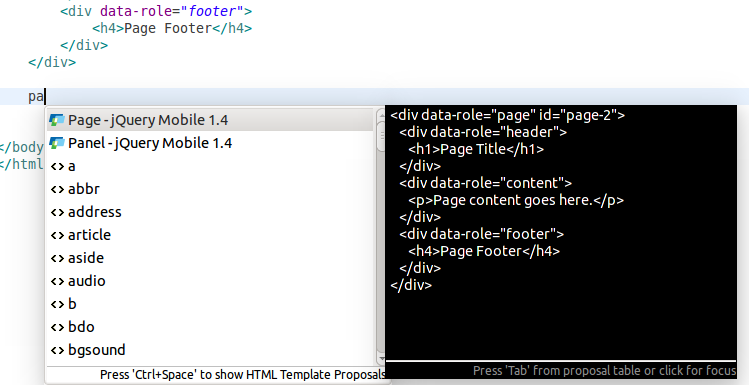 <div data-role="footer">
<h4>Page Footer</h4>
</div>
</div>
pa
</body
</html
Page - jQuery Mobile 1.4
Panel - jQuery Mobile 1.4
<> a
<> abbr
<> address
<> article
<> aside
<> audio
<> b
<> bdo
<> bgsound
Press 'Ctrl+Space' to show HTML Template Proposals
<div data-role="page" id="page-2">
<div data-role="header">
<h1>Page Title</h1>
</div>
<div data-role="content">
<p>Page content goes here.</p>
</div>
<div data-role="footer">
<h4>Page Footer</h4>
</div>
</div>
Press 'Tab' from proposal table or click for focus